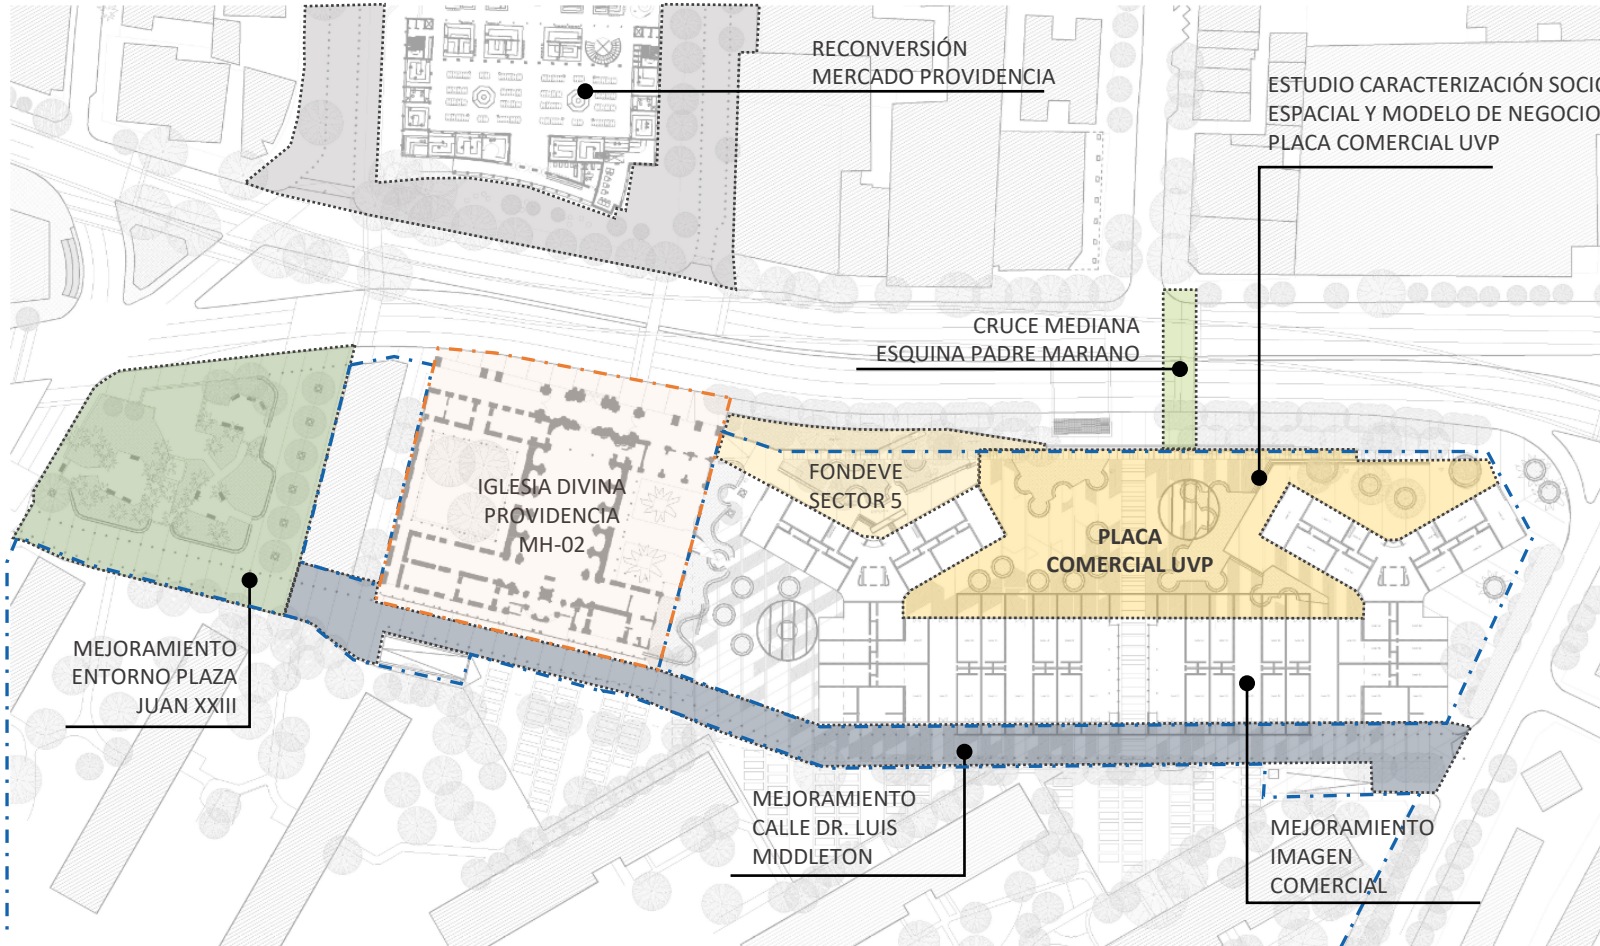 RECONVERSIÓN
MERCADO PROVIDENCIA
ESTUDIO CARACTERIZACIÓN SOCIO
ESPACIAL Y MODELO DE NEGOCIO
PLACA COMERCIAL UVP
CRUCE MEDIANA
ESQUINA PADRE MARIANO
IGLESIA DIVINA
PROVIDENCIA
MH-02
FONDEVE
SECTOR 5
PLACA
COMERCIAL UVP
MEJORAMIENTO
ENTORNO PLAZA
JUAN XXIII
MEJORAMIENTO
CALLE DR. LUIS
MIDDLETON
MEJORAMIENTO
IMAGEN
COMERCIAL